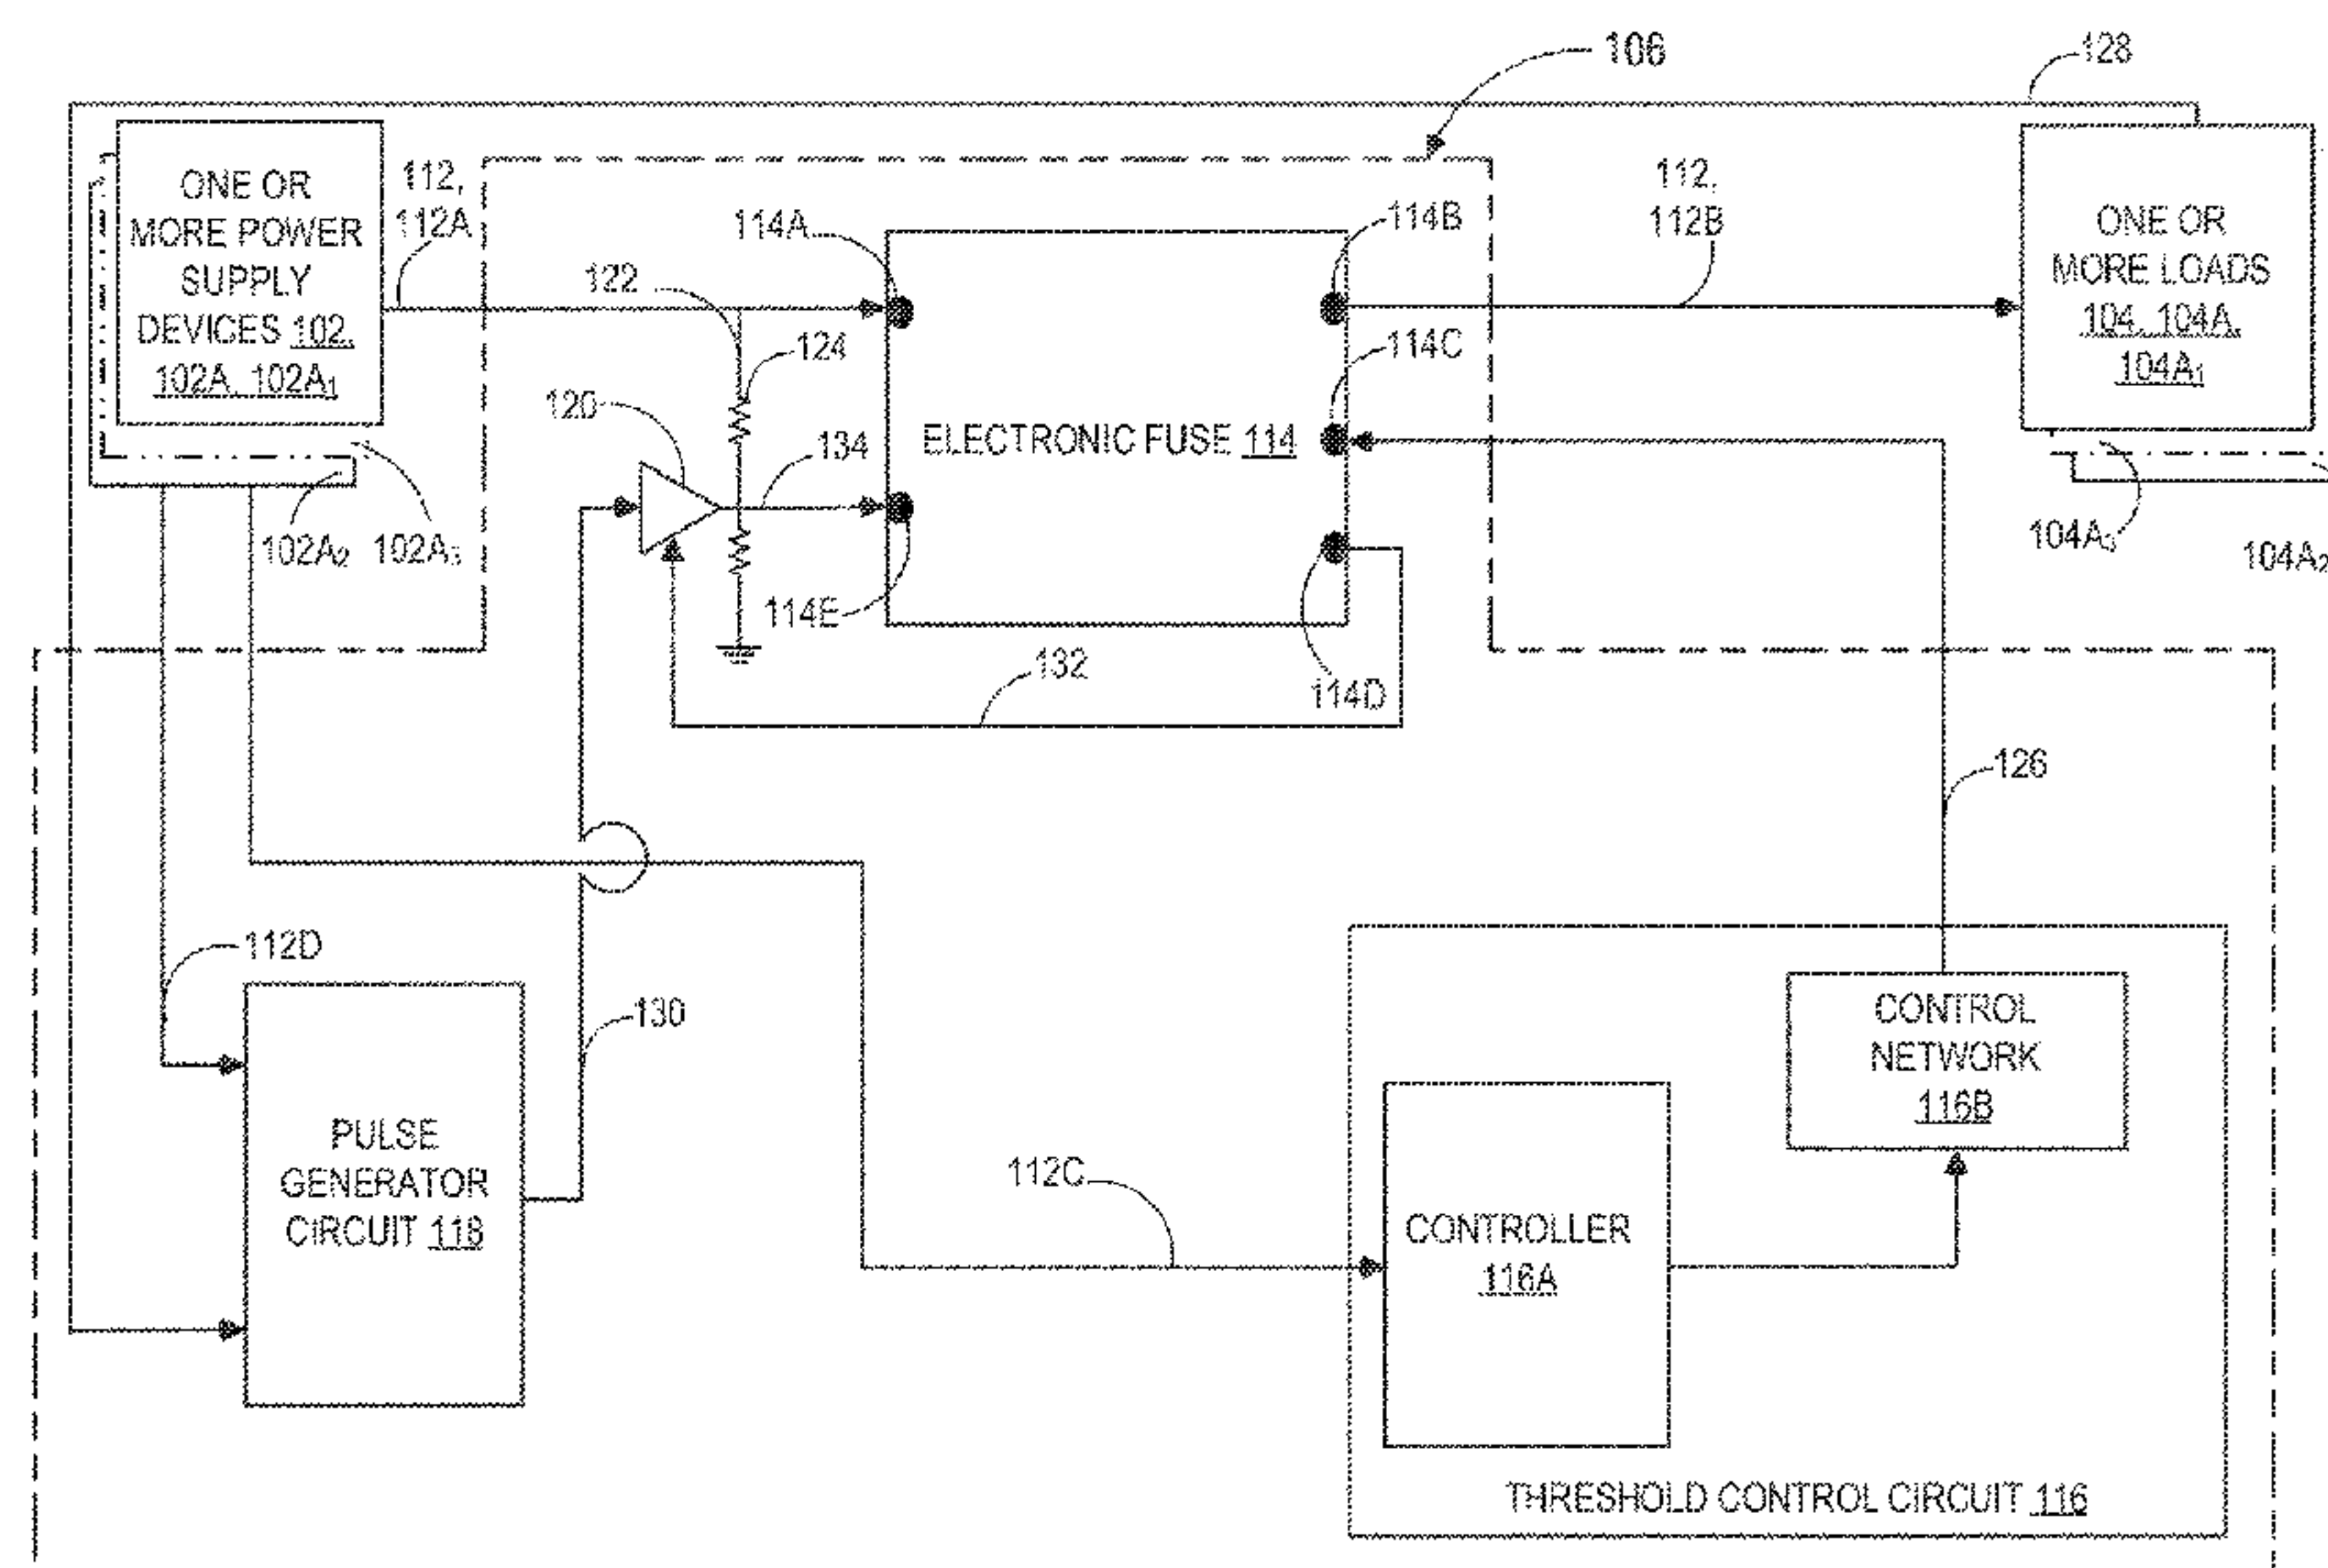 106
128
ONE OR
MORE POWER
SUPPLY
DEVICES 102,
102A, 102A1
112,
112A
114A
114B
112,
112B
ONE OR
MORE LOADS
104, 104A,
104A1
122
124
114C
120
134
ELECTRONIC FUSE 114
102A2
102A3
114E
104A3
104A2
132
114D
126
112D
130
CONTROL
NETWORK
116B
PULSE
GENERATOR
CIRCUIT 118
112C
CONTROLLER
116A
THRESHOLD CONTROL CIRCUIT 116